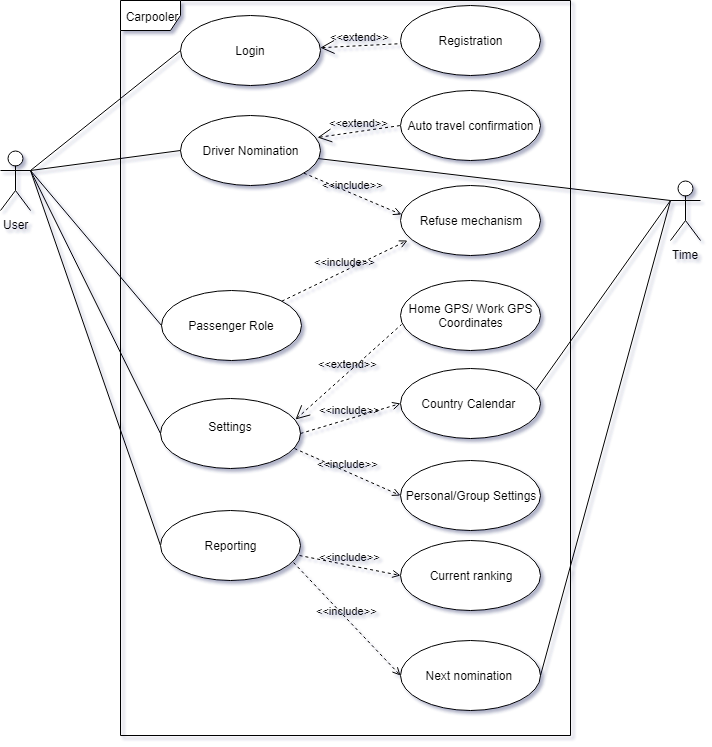 Carpooler
Login
<<extend>>
Registration
Driver Nomination
<<extend>>
Auto travel confirmation
<<include>>
Refuse mechanism
User
Time
<<include>>
Passenger Role
Home GPS/ Work GPS
Coordinates
<<extend>>
Settings
<<include>>
Country Calendar
<<include>>
Personal/Group Settings
Reporting
<<include>>
Current ranking
<<include>>
Next nomination